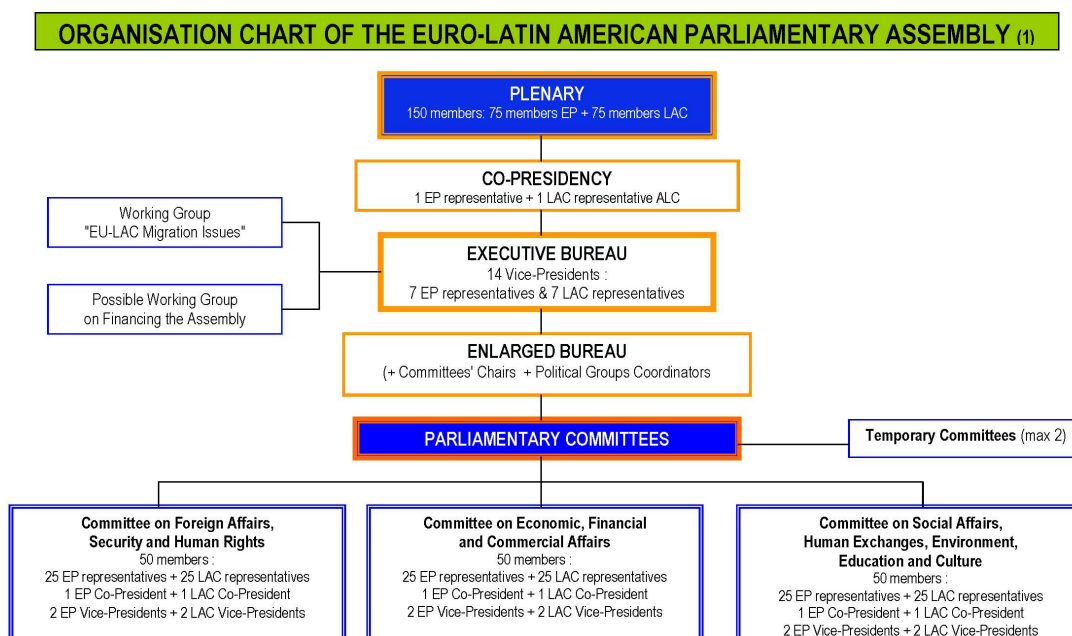 ORGANISATION CHART OF THE EURO-LATIN AMERICAN PARLIAMENTARY ASSEMBLY (1)
PLENARY
150 members: 75 members EP + 75 members LAC
CO-PRESIDENCY
1 EP representative + 1 LAC representative ALC
Working Group
"EU-LAC Migration Issues"
EXECUTIVE BUREAU
14 Vice-Presidents :
7 EP representatives & 7 LAC representatives
Possible Working Group
on Financing the Assembly
ENLARGED BUREAU
(+ Committees' Chairs + Political Groups Coordinators
PARLIAMENTARY COMMITTEES
Temporary Committees (max 2)
Committee on Foreign Affairs,
Security and Human Rights
50 members :
25 EP representatives + 25 LAC representatives
1 EP Co-President + 1 LAC Co-President
2 EP Vice-Presidents + 2 LAC Vice-Presidents
Committee on Economic, Financial
and Commercial Affairs
50 members :
25 EP representatives + 25 LAC representatives
1 EP Co-President + 1 LAC Co-President
2 EP Vice-Presidents + 2 LAC Vice-Presidents
Committee on Social Affairs,
Human Exchanges, Environment,
Education and Culture
50 members :
25 EP representatives + 25 LAC representatives
1 EP Co-President + 1 LAC Co-President
2 EP Vice-Presidents + 2 LAC Vice-Presidents